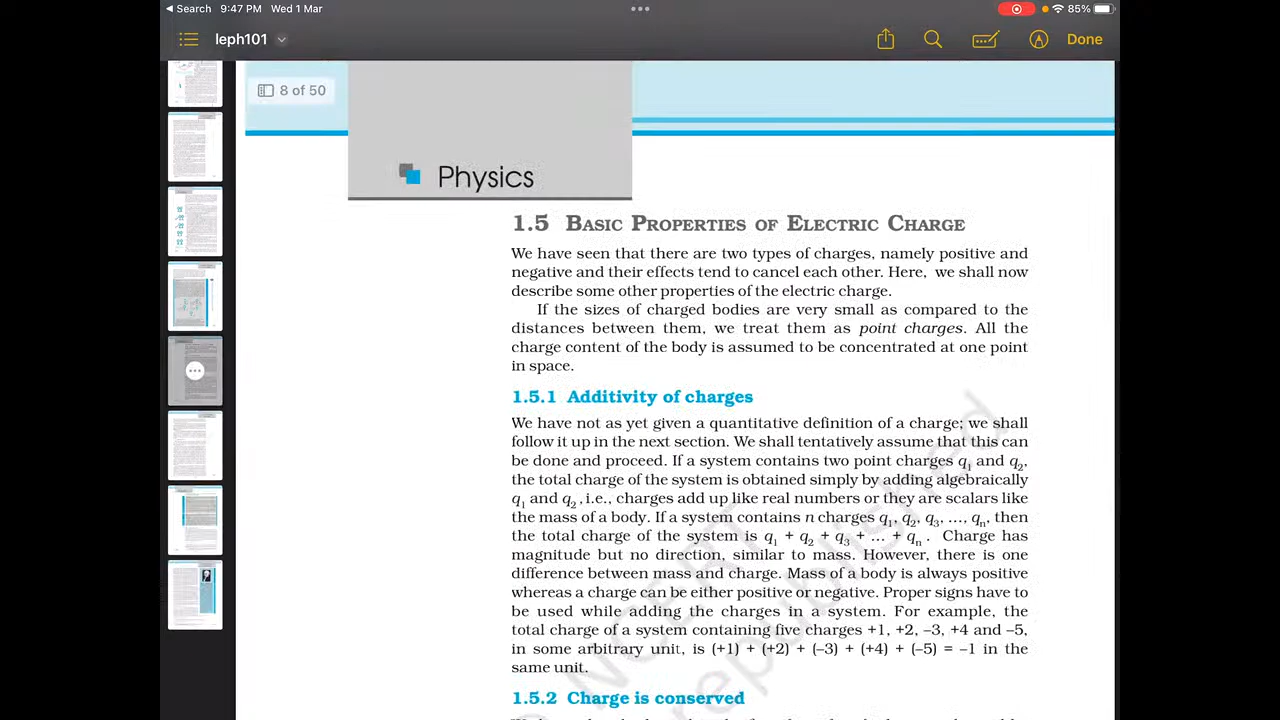 Search 9:47 PM Wed 1 Mar 85%
leph101 Done
8 of 50
Physics
1.5 BASIC PROPERTIES OF ELECTRIC CHARGE
We have seen that there are two types of charges, namely positive and
negative and their effects tend to cancel each other. Here, we shall now
describe some other properties of the electric charge.
If the sizes of charged bodies are very small as compared to the
distances between them, we treat them as point charges. All the
charge content of the body is assumed to be concentrated at one point
in space.
1.5.1 Additivity of charges
We have not as yet given a quantitative definition of a charge; we shall
follow it up in the next section. We shall tentatively assume that this can
be done and proceed. If a system contains two point charges q1 and q2,
the total charge of the system is obtained simply by adding algebraically
q1 and q2, i.e., charges add up like real numbers or they are scalars like
the mass of a body. If a system contains n charges q1, q2, q3, …, qn, then
the total charge of the system is q1 + q2 + q3 + … + qn. Charge has
magnitude but no direction, similar to mass. However, there is one
difference between mass and charge. Mass of a body is always positive
whereas a charge can be either positive or negative. Proper signs have to
be used while adding the charges in a system. For example, the
total charge of a system containing five charges +1, +2, –3, +4 and –5,
in some arbitrary unit, is (+1) + (+2) + (–3) + (+4) + (–5) = –1 in the
same unit.
1.5.2 Charge is conserved